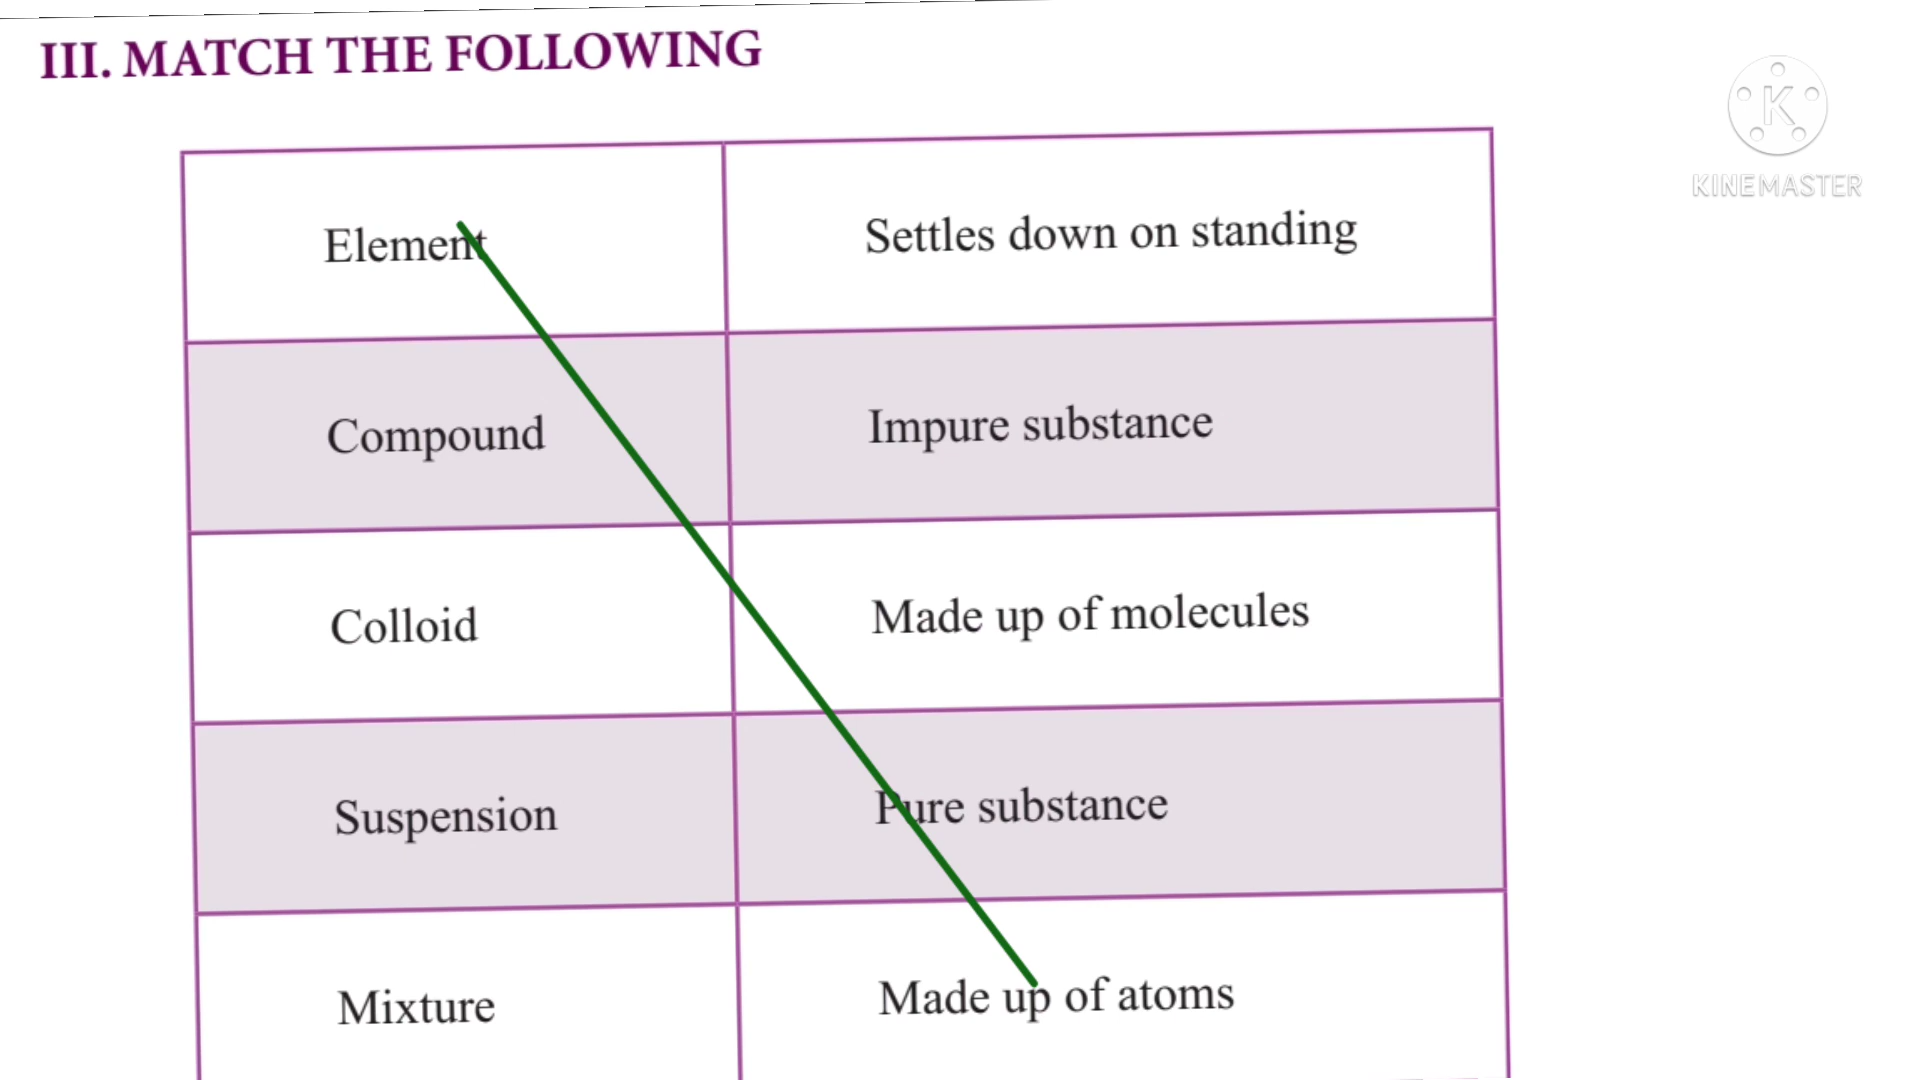 III. MATCH THE FOLLOWING
K
KINEMASTER
Element Settles down on standing
Compound Impure substance
Colloid Made up of molecules
Suspension Pure substance
Mixture Made up of atoms